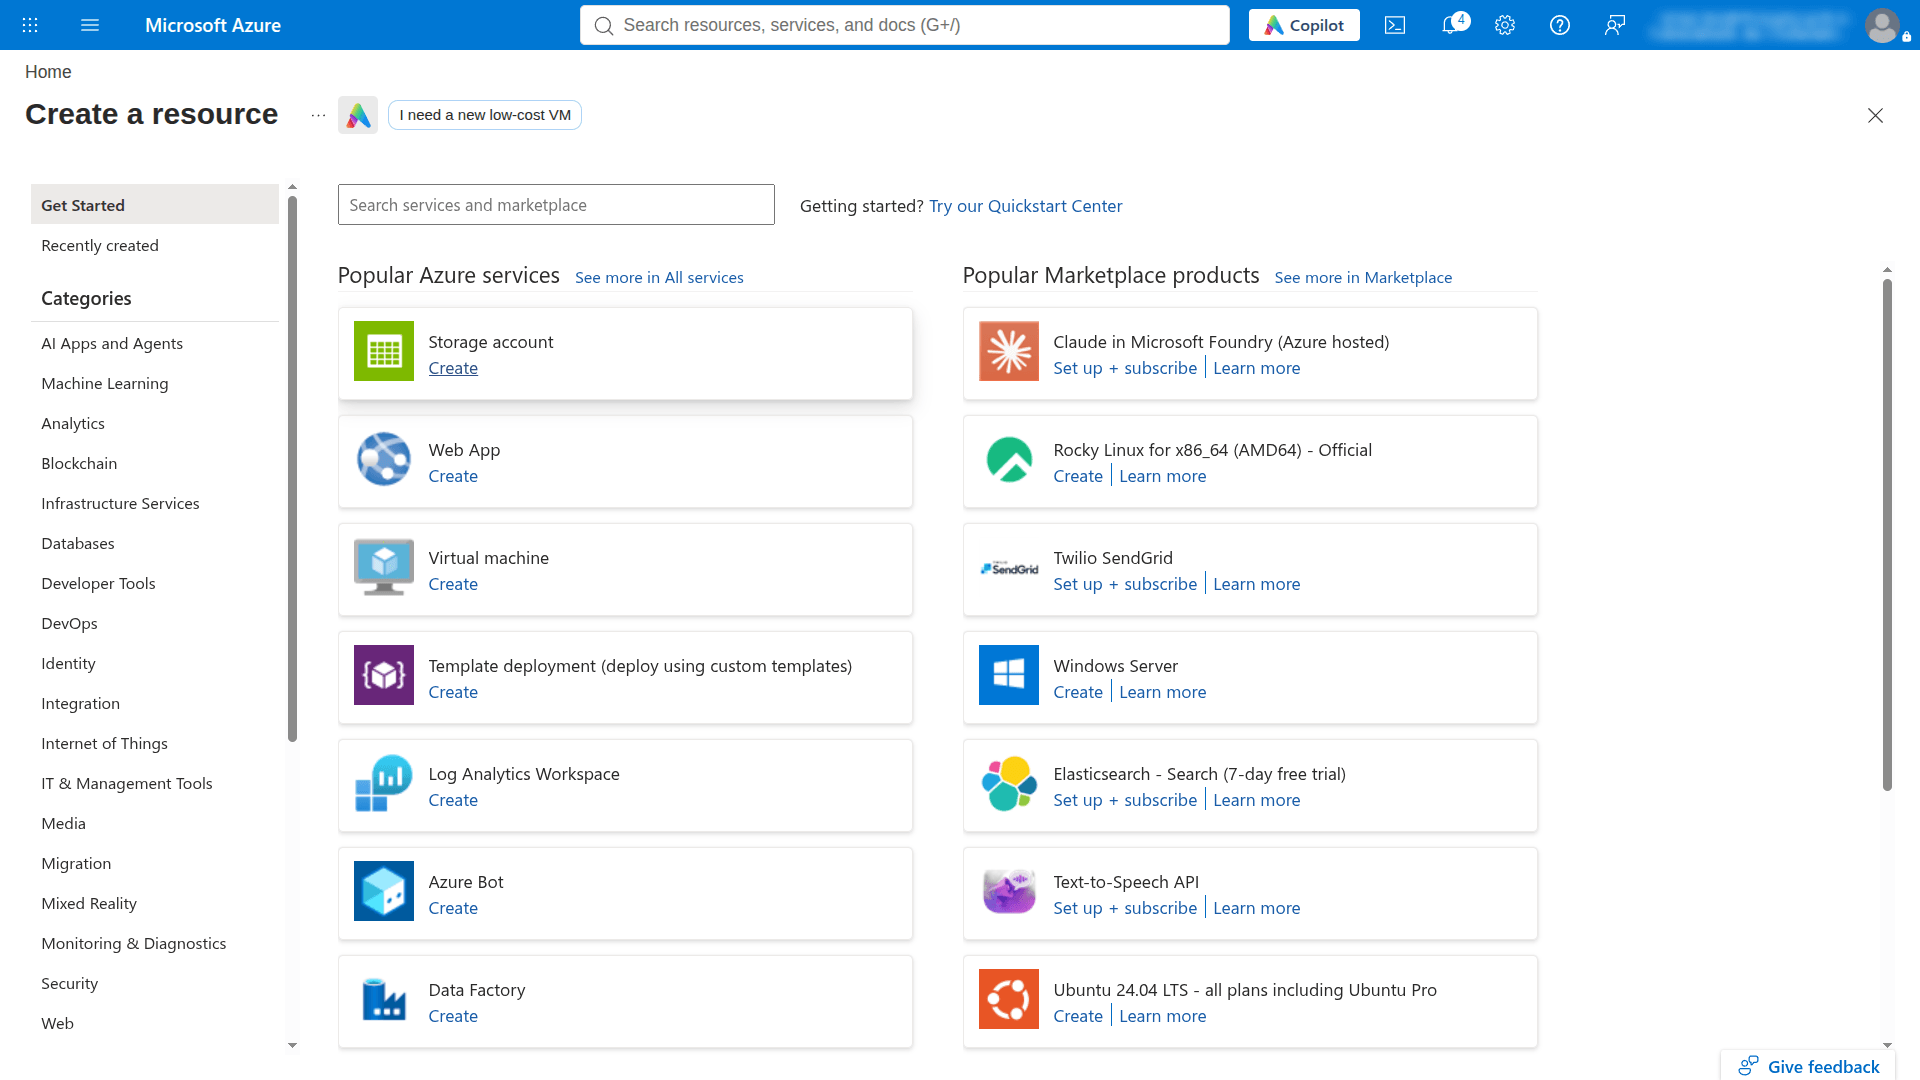 Microsoft Azure
Search resources, services, and docs (G+/)
Copilot
4
Home
Create a resource
I need a new low-cost VM
Get Started
Recently created
Categories
AI Apps and Agents
Machine Learning
Analytics
Blockchain
Infrastructure Services
Databases
Developer Tools
DevOps
Identity
Integration
Internet of Things
IT & Management Tools
Media
Migration
Mixed Reality
Monitoring & Diagnostics
Security
Web
Search services and marketplace
Getting started? Try our Quickstart Center
Popular Azure services See more in All services
Storage account
Create
Web App
Create
Virtual machine
Create
Template deployment (deploy using custom templates)
Create
Log Analytics Workspace
Create
Azure Bot
Create
Data Factory
Create
Popular Marketplace products See more in Marketplace
Claude in Microsoft Foundry (Azure hosted)
Set up + subscribe | Learn more
Rocky Linux for x86_64 (AMD64) - Official
Create | Learn more
SendGrid
Twilio SendGrid
Set up + subscribe | Learn more
Windows Server
Create | Learn more
Elasticsearch - Search (7-day free trial)
Set up + subscribe | Learn more
Text-to-Speech API
Set up + subscribe | Learn more
Ubuntu 24.04 LTS - all plans including Ubuntu Pro
Create | Learn more
Give feedback